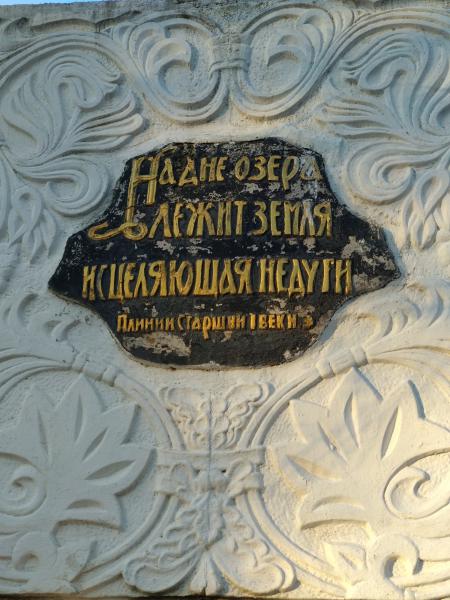 На дне озера
лежит земля
исцеляющая недуги
Плиний старший I век н э